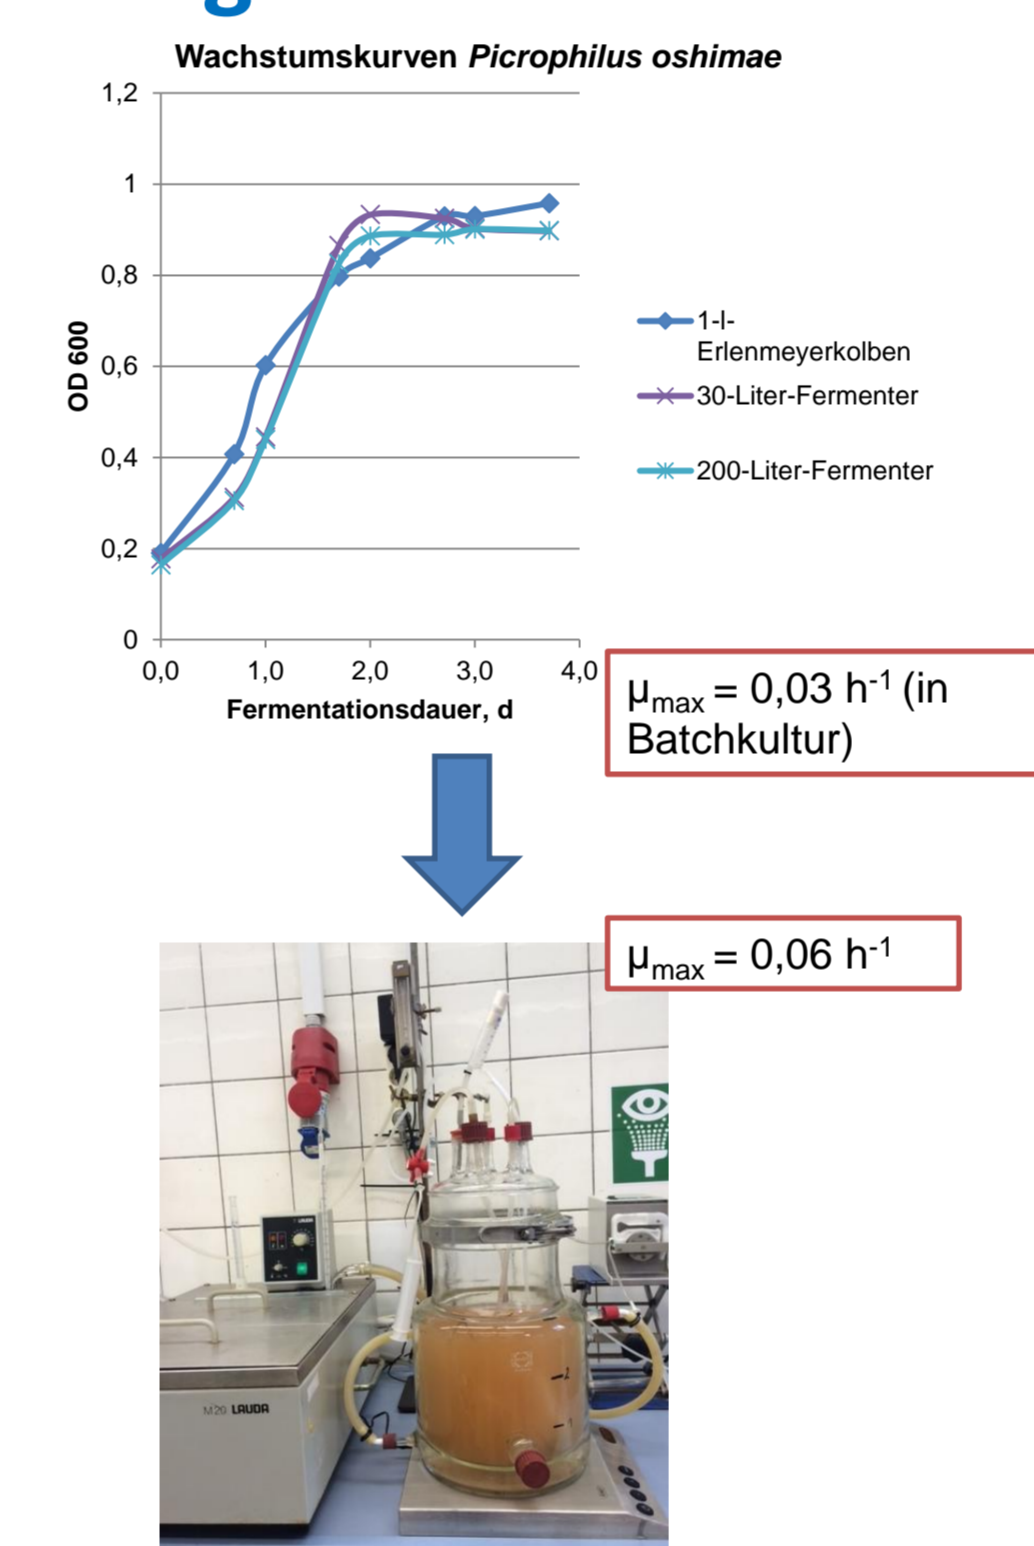 Wachstumskurven Picrophilus oshimae
1,2
1
0,8
0,6
0,4
0,2
0
OD 600
0,0 1,0 2,0 3,0 4,0
Fermentationsdauer, d
1-l-
Erlenmeyerkolben
30-Liter-Fermenter
200-Liter-Fermenter
µmax = 0,03 h-1 (in
Batchkultur)
µmax = 0,06 h-1
LAUDA
M20 LAUDA
2
1